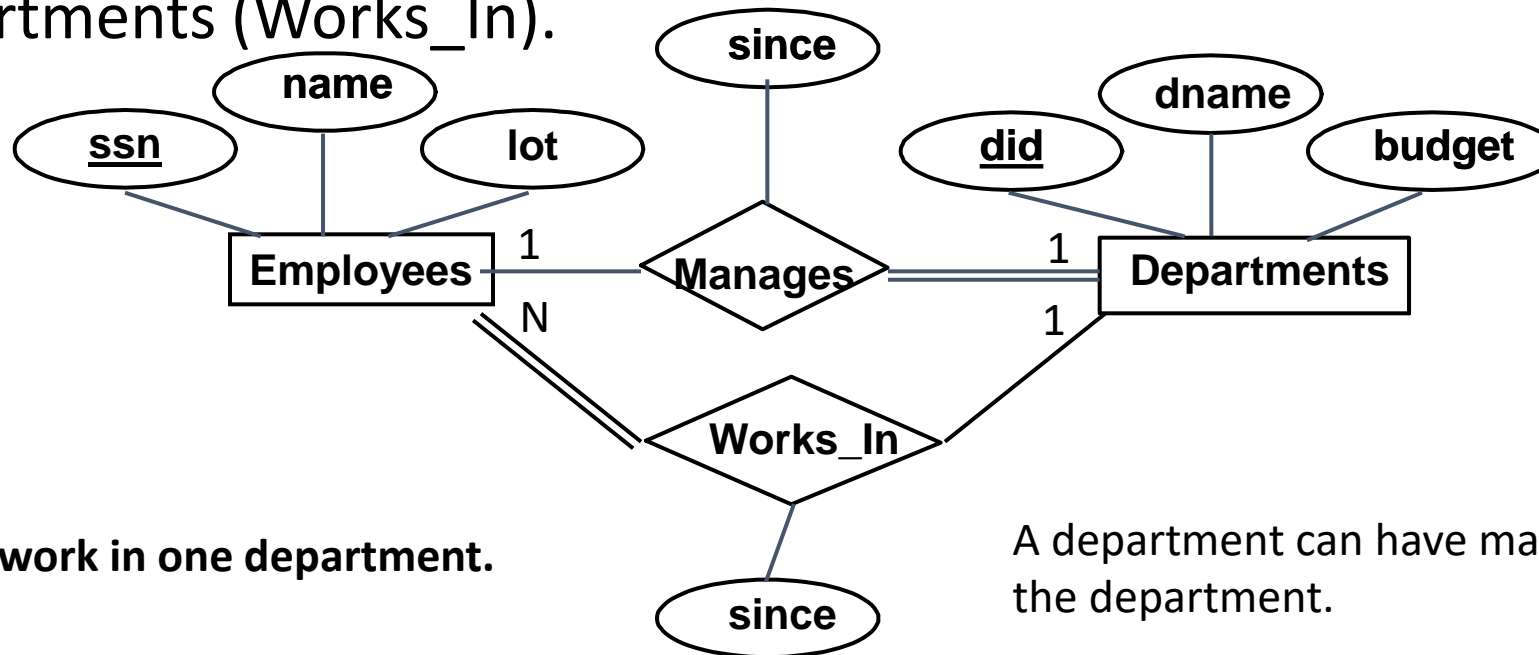 rtments (Works_In).
since
name
dname
ssn
lot
did
budget
1
1
Employees
Manages
Departments
N
1
Works_In
work in one department.
A department can have ma
the department.
since